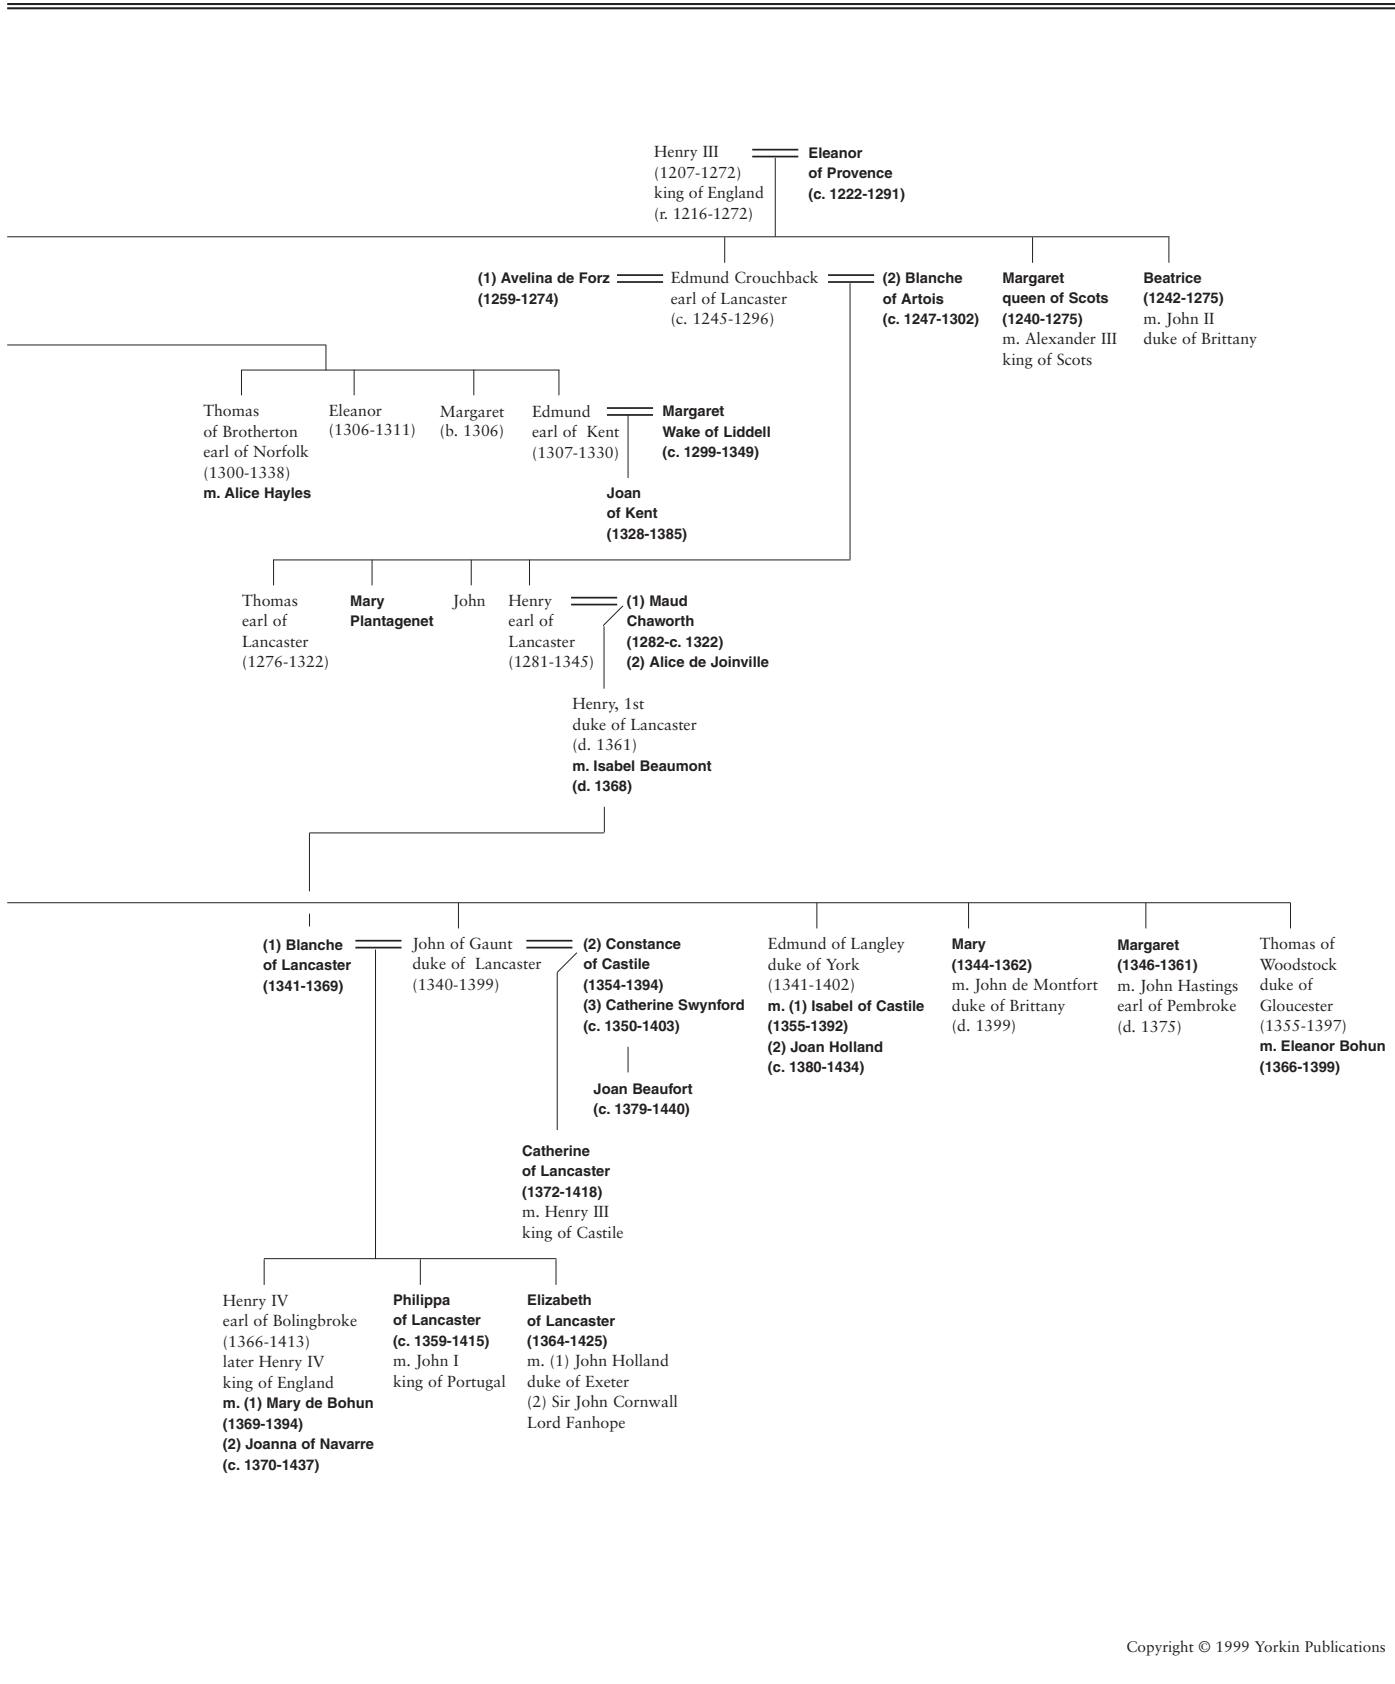 Henry III
(1207-1272)
king of England
(r. 1216-1272)
Eleanor
of Provence
(c. 1222-1291)
(1) Avelina de Forz
(1259-1274)
Edmund Crouchback
earl of Lancaster
(c. 1245-1296)
(2) Blanche
of Artois
(c. 1247-1302)
Margaret
queen of Scots
(1240-1275)
m. Alexander III
king of Scots
Beatrice
(1242-1275)
m. John II
duke of Brittany
Thomas
of Brotherton
earl of Norfolk
(1300-1338)
m. Alice Hayles
Eleanor
(1306-1311)
Margaret
(b. 1306)
Edmund
earl of Kent
(1307-1330)
Margaret
Wake of Liddell
(c. 1299-1349)
Joan
of Kent
(1328-1385)
Thomas
earl of
Lancaster
(1276-1322)
Mary
Plantagenet
John
Henry
earl of
Lancaster
(1281-1345)
(1) Maud
Chaworth
(1282-c. 1322)
(2) Alice de Joinville
Henry, 1st
duke of Lancaster
(d. 1361)
m. Isabel Beaumont
(d. 1368)
(1) Blanche
of Lancaster
(1341-1369)
John of Gaunt
duke of Lancaster
(1340-1399)
(2) Constance
of Castile
(1354-1394)
(3) Catherine Swynford
(c. 1350-1403)
Joan Beaufort
(c. 1379-1440)
Catherine
of Lancaster
(1372-1418)
m. Henry III
king of Castile
Edmund of Langley
duke of York
(1341-1402)
m. (1) Isabel of Castile
(1355-1392)
(2) Joan Holland
(c. 1380-1434)
Mary
(1344-1362)
m. John de Montfort
duke of Brittany
(d. 1399)
Margaret
(1346-1361)
m. John Hastings
earl of Pembroke
(d. 1375)
Thomas of
Woodstock
duke of
Gloucester
(1355-1397)
m. Eleanor Bohun
(1366-1399)
Henry IV
earl of Bolingbroke
(1366-1413)
later Henry IV
king of England
m. (1) Mary de Bohun
(1369-1394)
(2) Joanna of Navarre
(c. 1370-1437)
Philippa
of Lancaster
(c. 1359-1415)
m. John I
king of Portugal
Elizabeth
of Lancaster
(1364-1425)
m. (1) John Holland
duke of Exeter
(2) Sir John Cornwall
Lord Fanhope
Copyright © 1999 Yorkin Publications